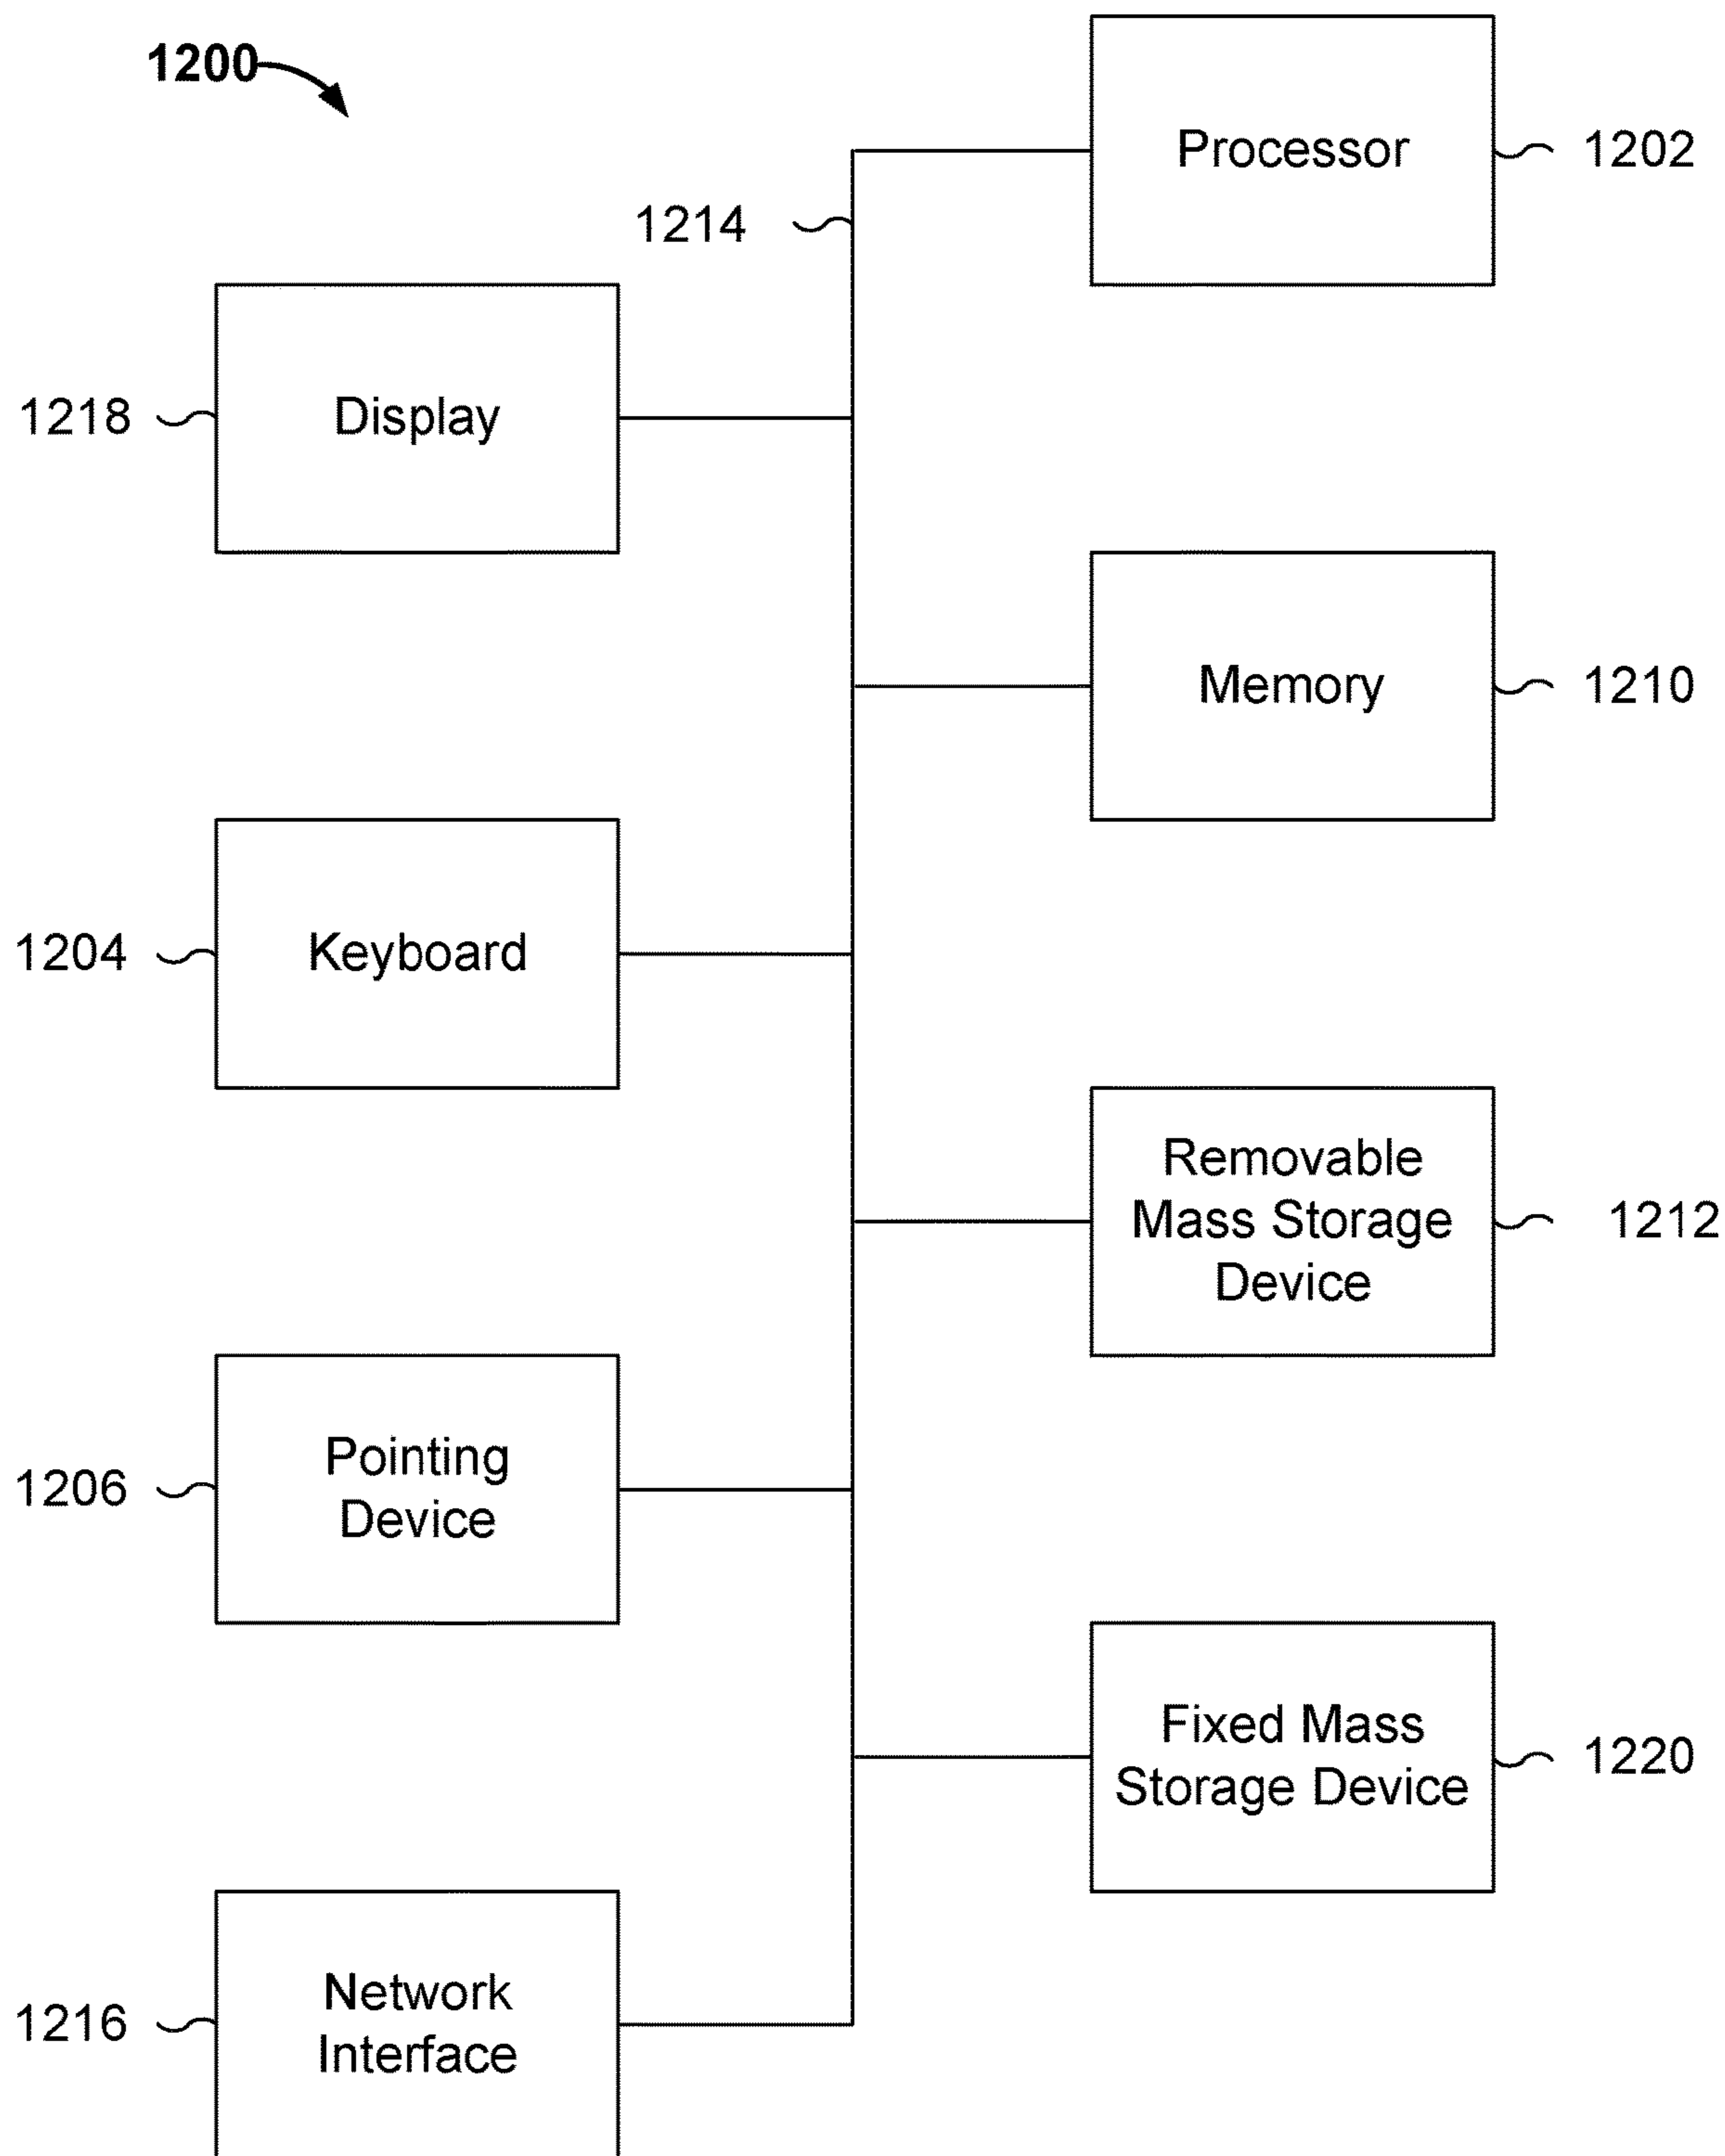 1200
Processor
1202
1214
1218
Display
Memory
1210
1204
Keyboard
Removable
Mass Storage
Device
1212
1206
Pointing
Device
Fixed Mass
Storage Device
1220
1216
Network
Interface